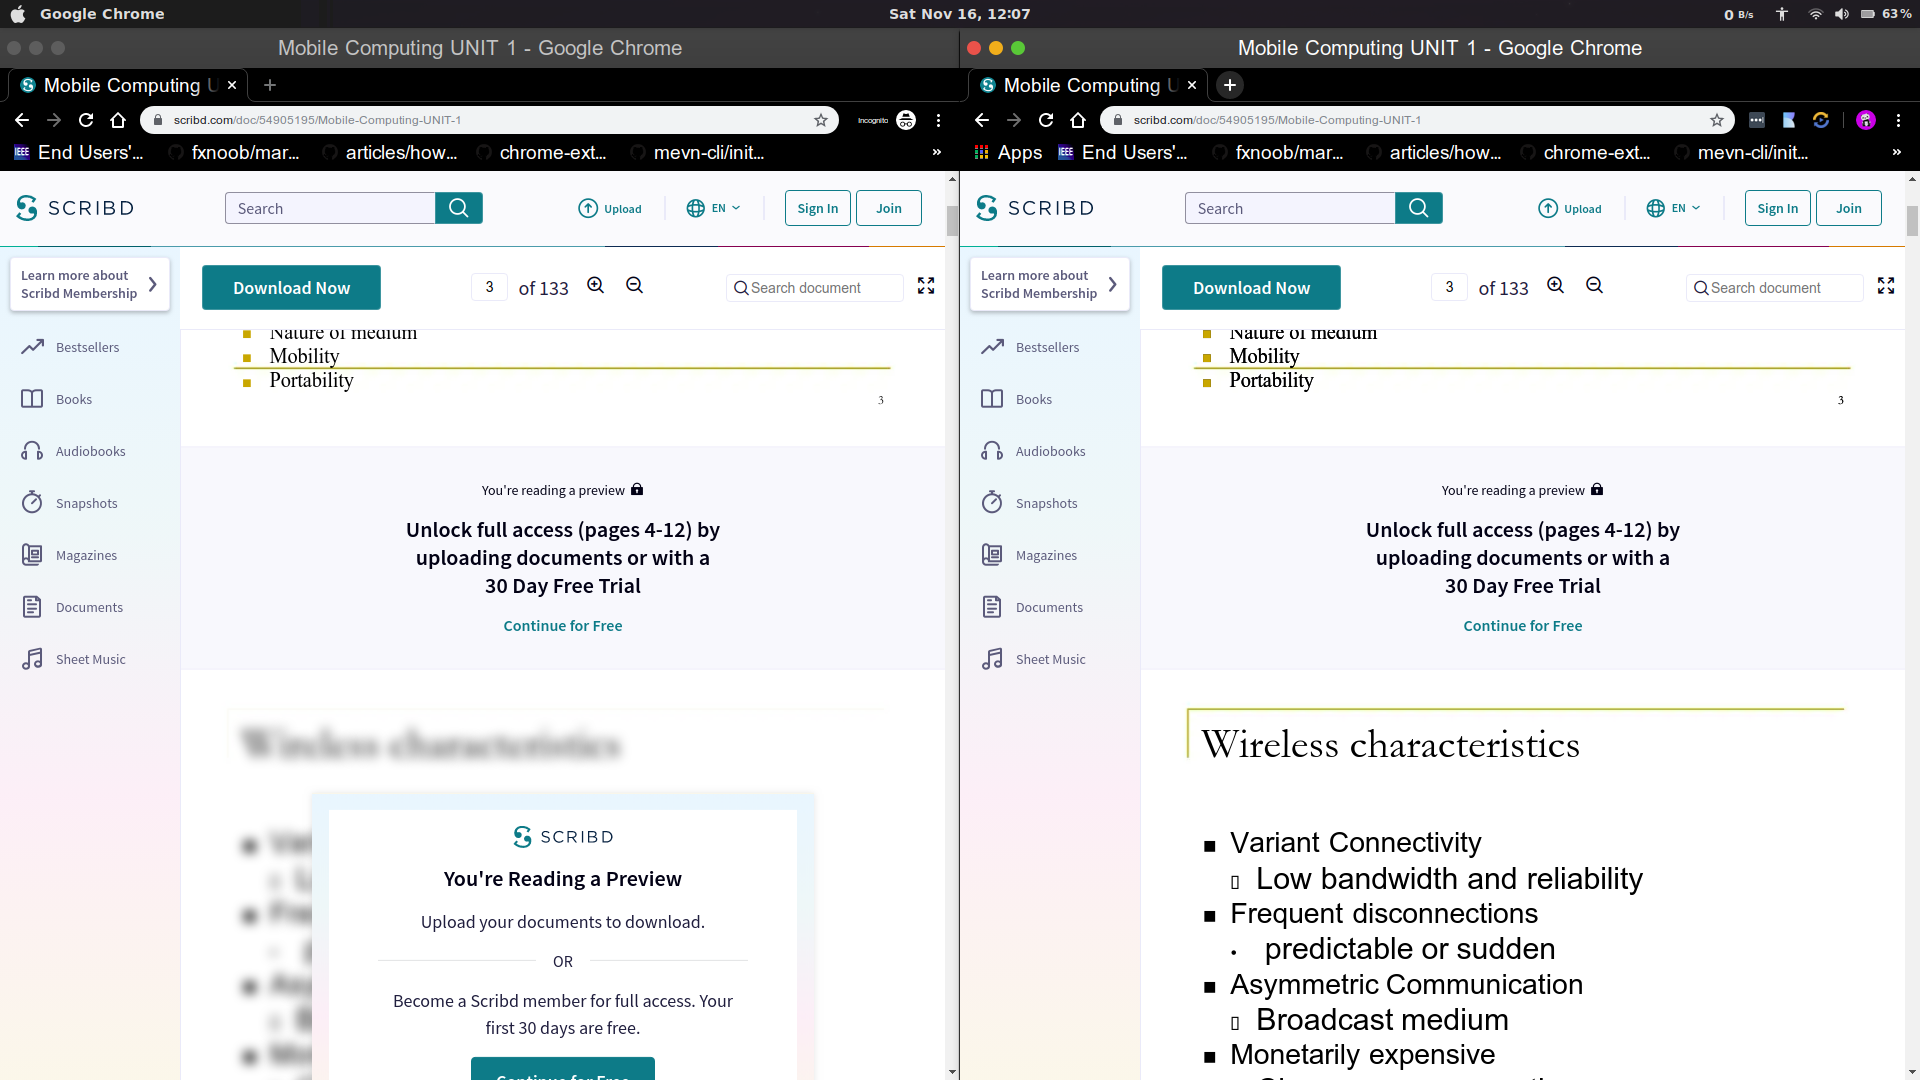 Google Chrome
Sat Nov 16, 12:07
0 B/s
63%
Mobile Computing UNIT 1 - Google Chrome
Mobile Computing U
scribd.com/doc/54905195/Mobile-Computing-UNIT-1
Incognito
IEEE End Users'...
fxnoob/mar...
articles/how...
chrome-ext...
mevn-cli/init...
»
SCRIBD
Search
Upload
EN
Sign In
Join
Learn more about
Scribd Membership
Download Now
3 of 133
Search document
Bestsellers
Books
Audiobooks
Snapshots
Magazines
Documents
Sheet Music
Nature of medium
Mobility
Portability
3
You're reading a preview
Unlock full access (pages 4-12) by
uploading documents or with a
30 Day Free Trial
Continue for Free
Wireless characteristics
SCRIBD
You're Reading a Preview
Upload your documents to download.
OR
Become a Scribd member for full access. Your
first 30 days are free.
Continue for Free
Mobile Computing UNIT 1 - Google Chrome
Mobile Computing U
scribd.com/doc/54905195/Mobile-Computing-UNIT-1
Apps
IEEE End Users'...
fxnoob/mar...
articles/how...
chrome-ext...
mevn-cli/init...
»
SCRIBD
Search
Upload
EN
Sign In
Join
Learn more about
Scribd Membership
Download Now
3 of 133
Search document
Bestsellers
Books
Audiobooks
Snapshots
Magazines
Documents
Sheet Music
Nature of medium
Mobility
Portability
3
You're reading a preview
Unlock full access (pages 4-12) by
uploading documents or with a
30 Day Free Trial
Continue for Free
Wireless characteristics
Variant Connectivity
Low bandwidth and reliability
Frequent disconnections
predictable or sudden
Asymmetric Communication
Broadcast medium
Monetarily expensive